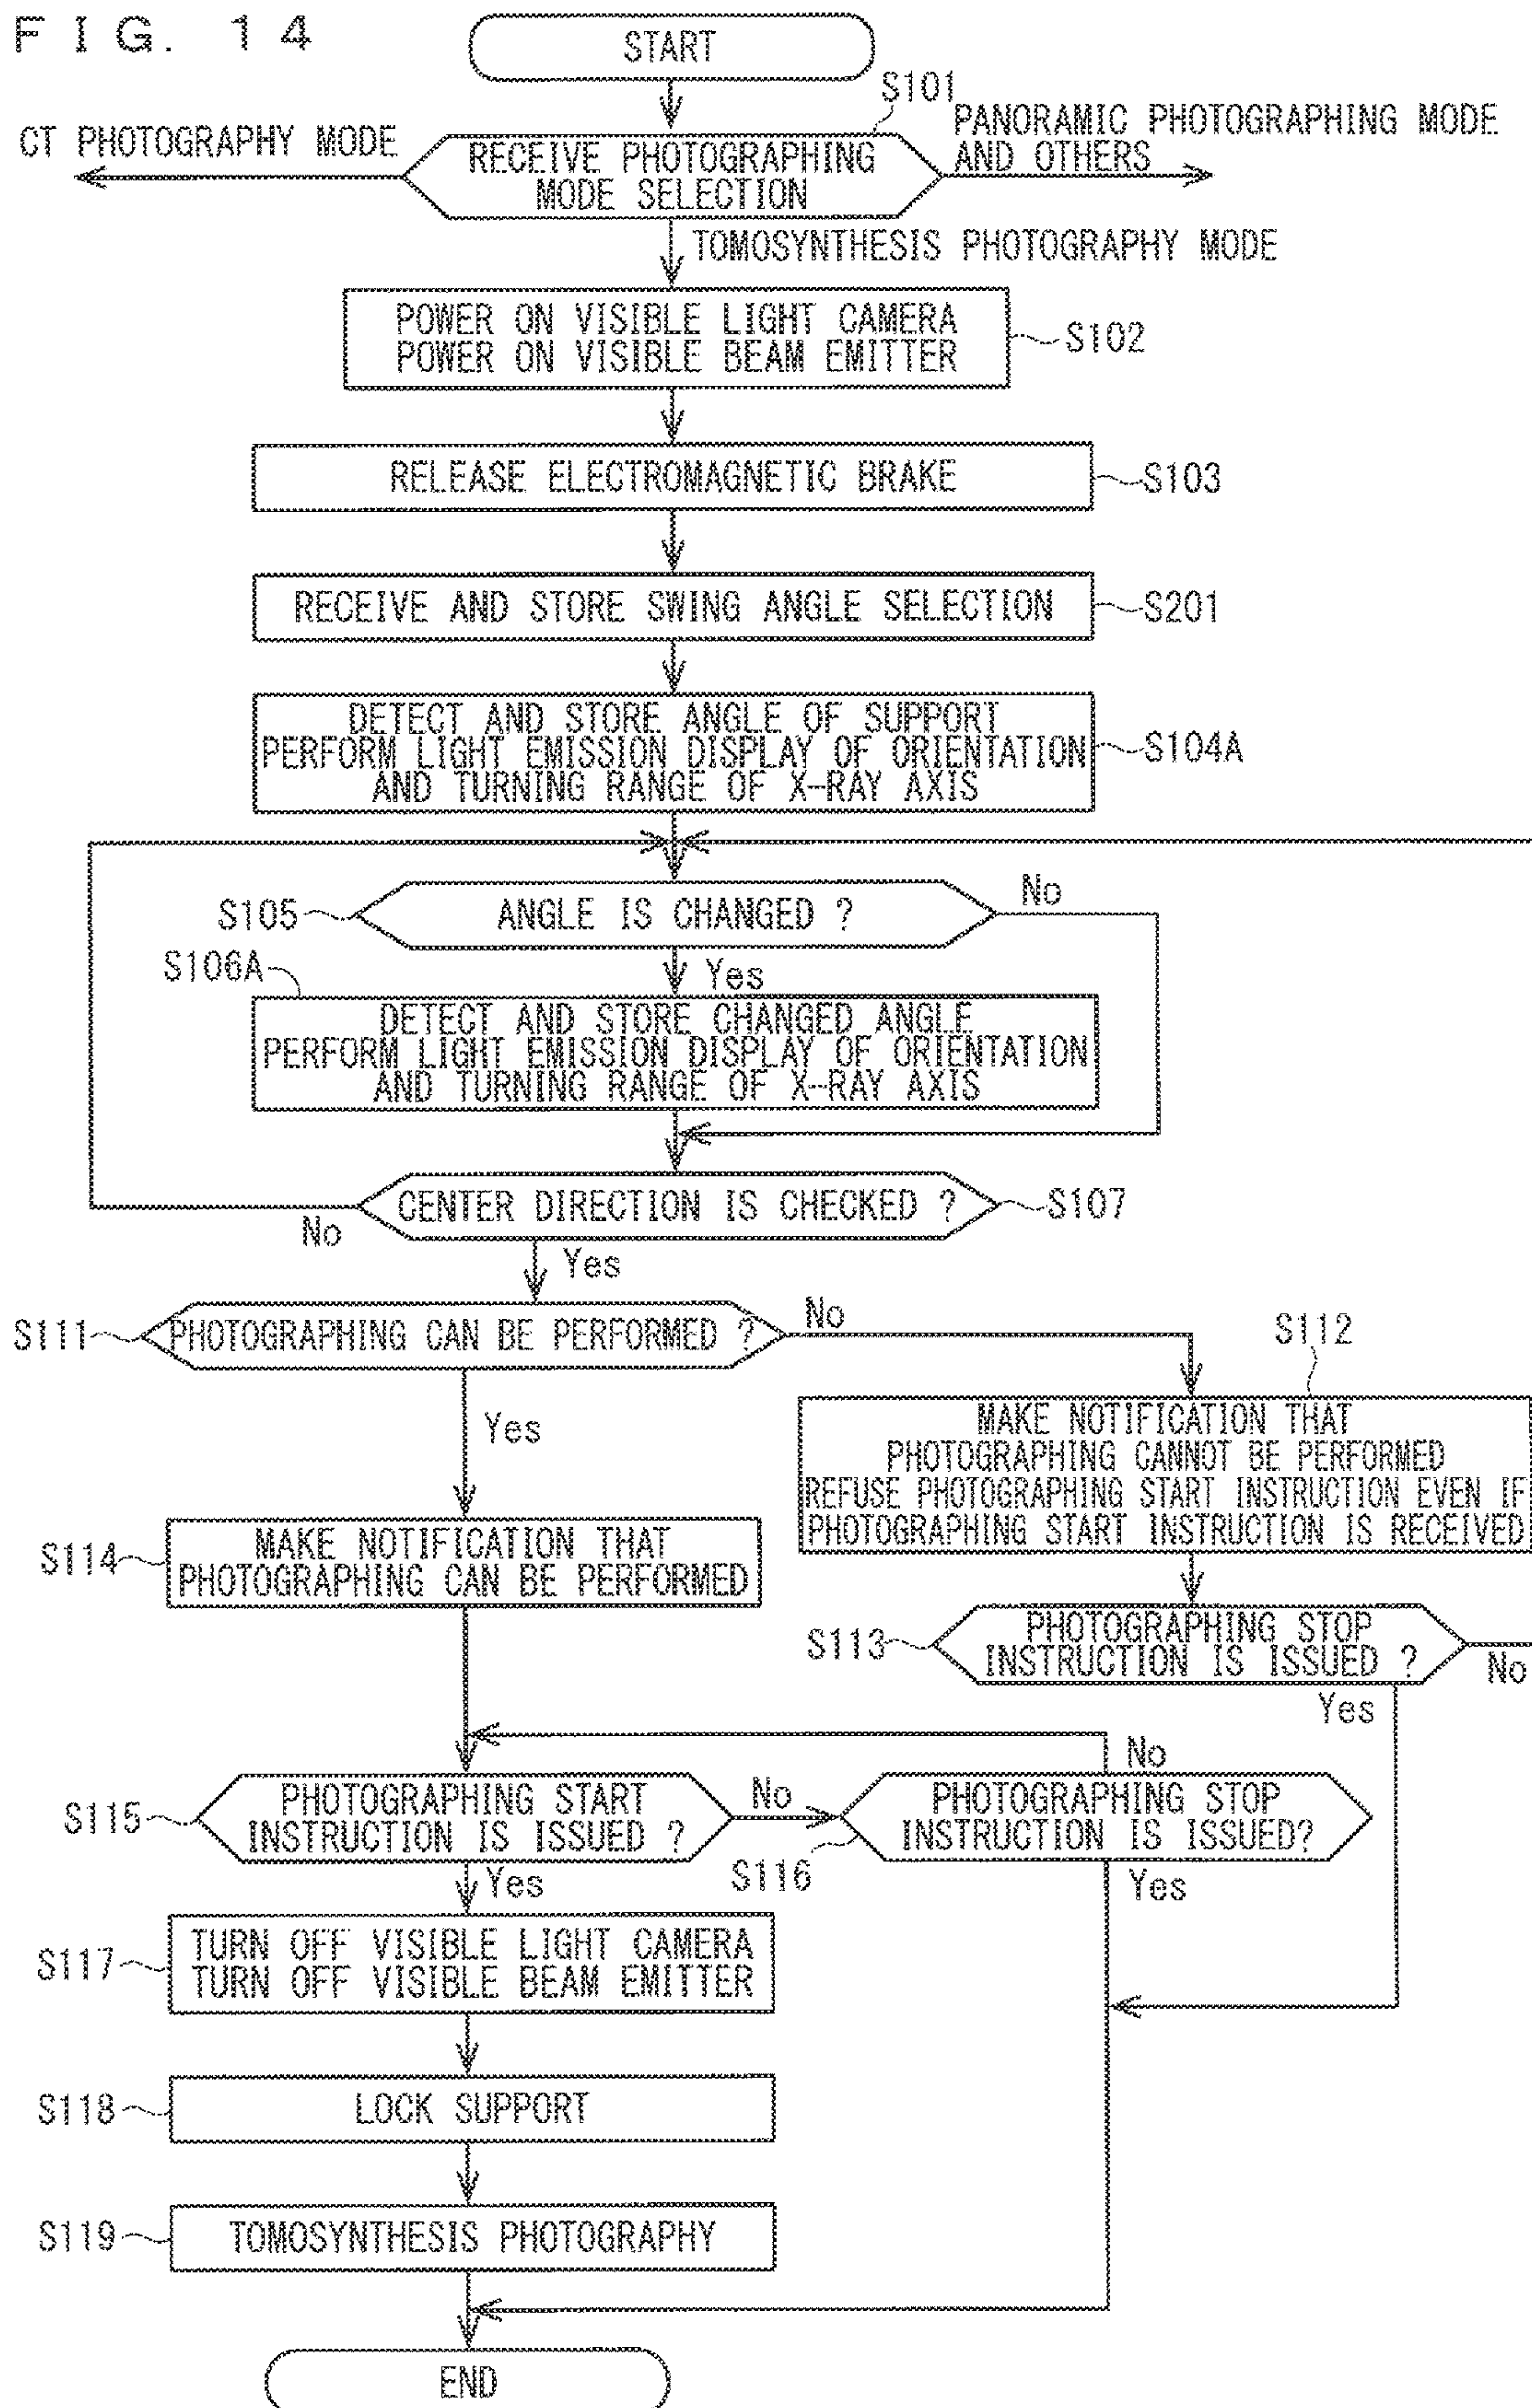 FIG. 14
START
S101
CT PHOTOGRAPHY MODE
PANORAMIC PHOTOGRAPHING MODE
AND OTHERS
RECEIVE PHOTOGRAPHING
MODE SELECTION
TOMOSYNTHESIS PHOTOGRAPHY MODE
POWER ON VISIBLE LIGHT CAMERA
POWER ON VISIBLE BEAM EMITTER
S102
RELEASE ELECTROMAGNETIC BRAKE
S103
RECEIVE AND STORE SWING ANGLE SELECTION
S201
DETECT AND STORE ANGLE OF SUPPORT
PERFORM LIGHT EMISSION DISPLAY OF ORIENTATION
AND TURNING RANGE OF X-RAY AXIS
S104A
S105
ANGLE IS CHANGED ?
No
Yes
S106A
DETECT AND STORE CHANGED ANGLE
PERFORM LIGHT EMISSION DISPLAY OF ORIENTATION
AND TURNING RANGE OF X-RAY AXIS
CENTER DIRECTION IS CHECKED ?
S107
No
Yes
S111
PHOTOGRAPHING CAN BE PERFORMED ?
No
Yes
S112
MAKE NOTIFICATION THAT
PHOTOGRAPHING CANNOT BE PERFORMED
REFUSE PHOTOGRAPHING START INSTRUCTION EVEN IF
PHOTOGRAPHING START INSTRUCTION IS RECEIVED
S114
MAKE NOTIFICATION THAT
PHOTOGRAPHING CAN BE PERFORMED
S113
PHOTOGRAPHING STOP
INSTRUCTION IS ISSUED ?
No
Yes
S115
PHOTOGRAPHING START
INSTRUCTION IS ISSUED ?
No
Yes
S116
PHOTOGRAPHING STOP
INSTRUCTION IS ISSUED?
No
Yes
S117
TURN OFF VISIBLE LIGHT CAMERA
TURN OFF VISIBLE BEAM EMITTER
S118
LOCK SUPPORT
S119
TOMOSYNTHESIS PHOTOGRAPHY
END